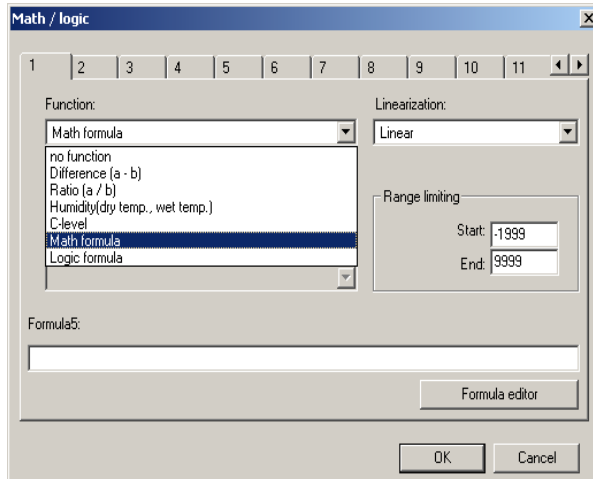 Math / logic
1 2 3 4 5 6 7 8 9 10 11
Function:
Linearization:
Math formula
Linear
no function
Difference (a - b)
Ratio (a / b)
Humidity(dry temp., wet temp.)
C-level
Math formula
Logic formula
Range limiting
Start: -1999
End: 9999
Formula5:
Formula editor
OK Cancel